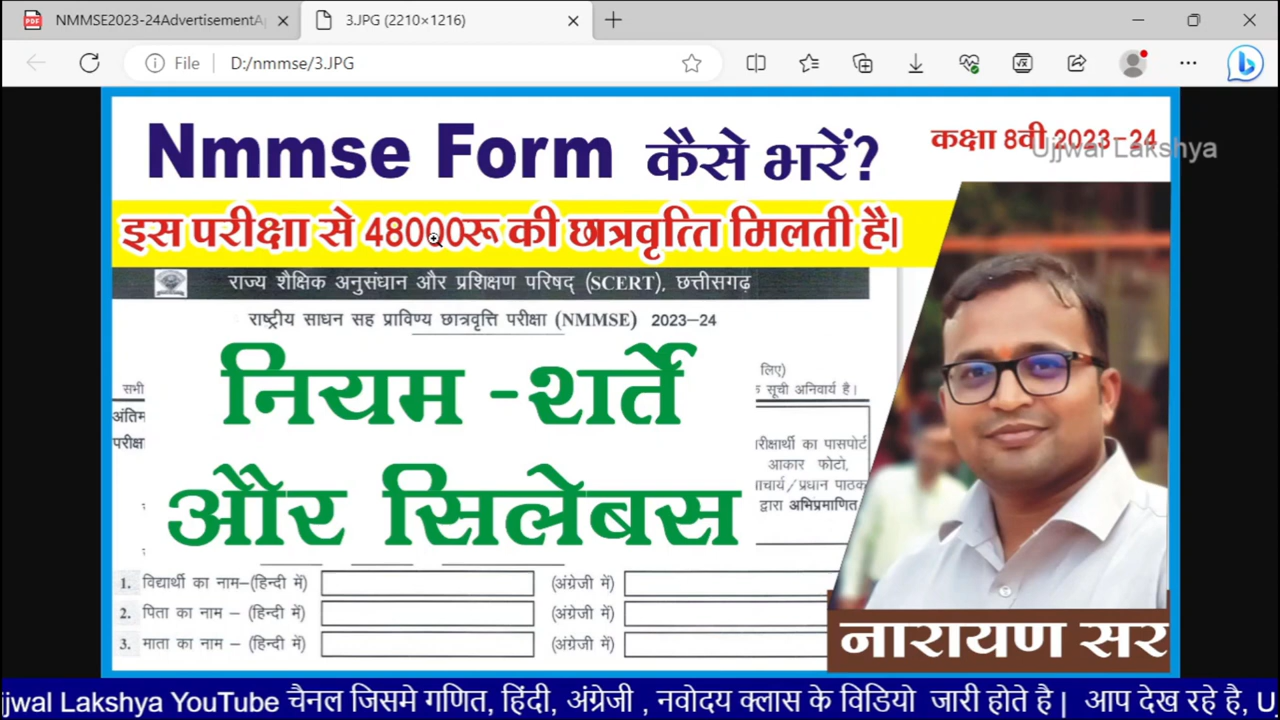 NMMSE2023-24AdvertisementA
3.JPG (2210×1216)
File
D:/nmmse/3.JPG
Nmmse Form कैसे भरें?
कक्षा 8वी 2023-24
Ujjwal Lakshya
इस परीक्षा से 48000रू की छात्रवृत्ति मिलती है।
राज्य शैक्षिक अनुसंधान और प्रशिक्षण परिषद् (SCERT), छत्तीसगढ़
राष्ट्रीय साधन सह प्राविण्य छात्रवृत्ति परीक्षा (NMMSE) 2023–24
नियम -शर्ते
लिए)
सभी
सूची अनिवार्य है।
अंतिम
परीक्षा
रीक्षार्थी का पासपोर्ट
आकार फोटो,
ाचार्य/प्रधान पाठक
द्वारा अभिप्रमाणित
और सिलेबस
1. विद्यार्थी का नाम–(हिन्दी में) (अंग्रेजी में)
2. पिता का नाम – (हिन्दी में) (अंग्रेजी में)
3. माता का नाम – (हिन्दी में) (अंग्रेजी में)
नारायण सर
jjwal Lakshya YouTube चैनल जिसमे गणित, हिंदी, अंग्रेजी , नवोदय क्लास के विडियो जारी होते है | आप देख रहे है, U